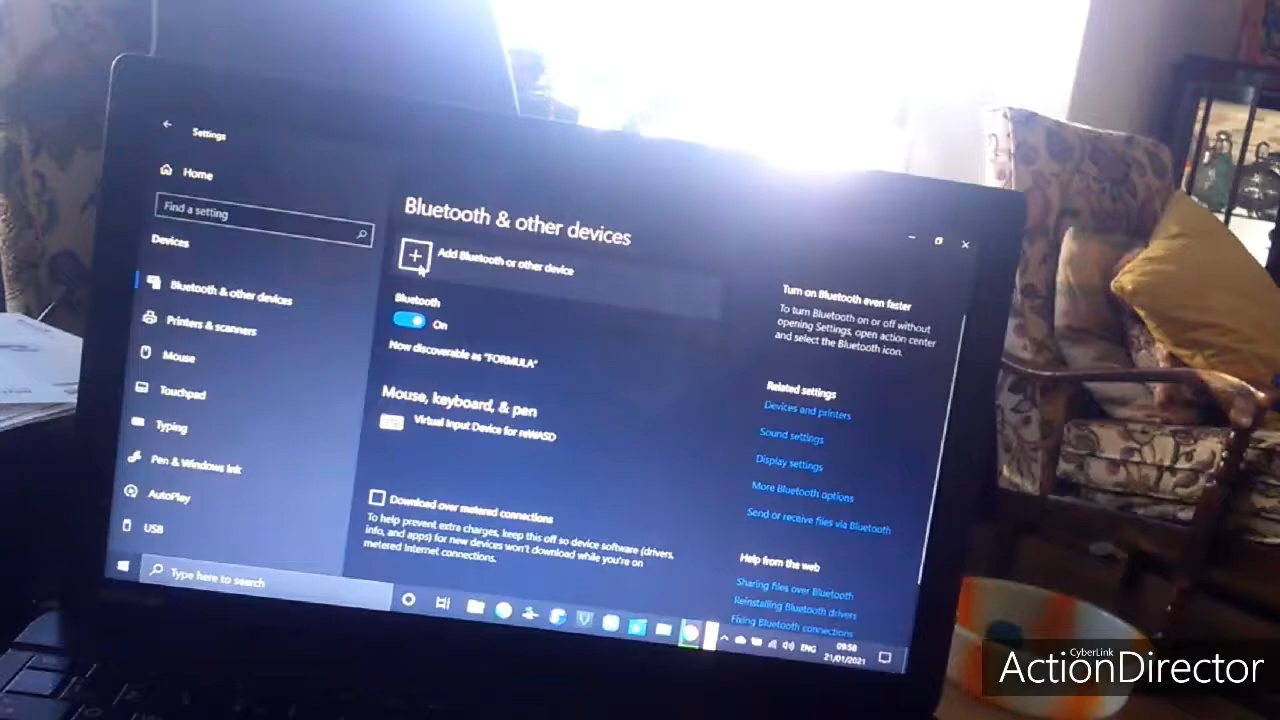 Settings
Home
Find a setting
Devices
Bluetooth & other devices
Printers & scanners
Mouse
Touchpad
Typing
Pen & Windows Ink
AutoPlay
USB
Bluetooth & other devices
Add Bluetooth or other device
Bluetooth
On
Now discoverable as "FORMULA"
Mouse, keyboard, & pen
Virtual Input Device for reWASD
Download over metered connections
To help prevent extra charges, keep this off so device software (drivers,
info, and apps) for new devices won't download while you're on
metered Internet connections.
Turn on Bluetooth even faster
To turn Bluetooth on or off without
opening Settings, open action center
and select the Bluetooth icon.
Related settings
Devices and printers
Sound settings
Display settings
More Bluetooth options
Send or receive files via Bluetooth
Help from the web
Sharing files over Bluetooth
Reinstalling Bluetooth drivers
Fixing Bluetooth connections
Type here to search
ENG
09:58
21/01/2021
CyberLink
ActionDirector